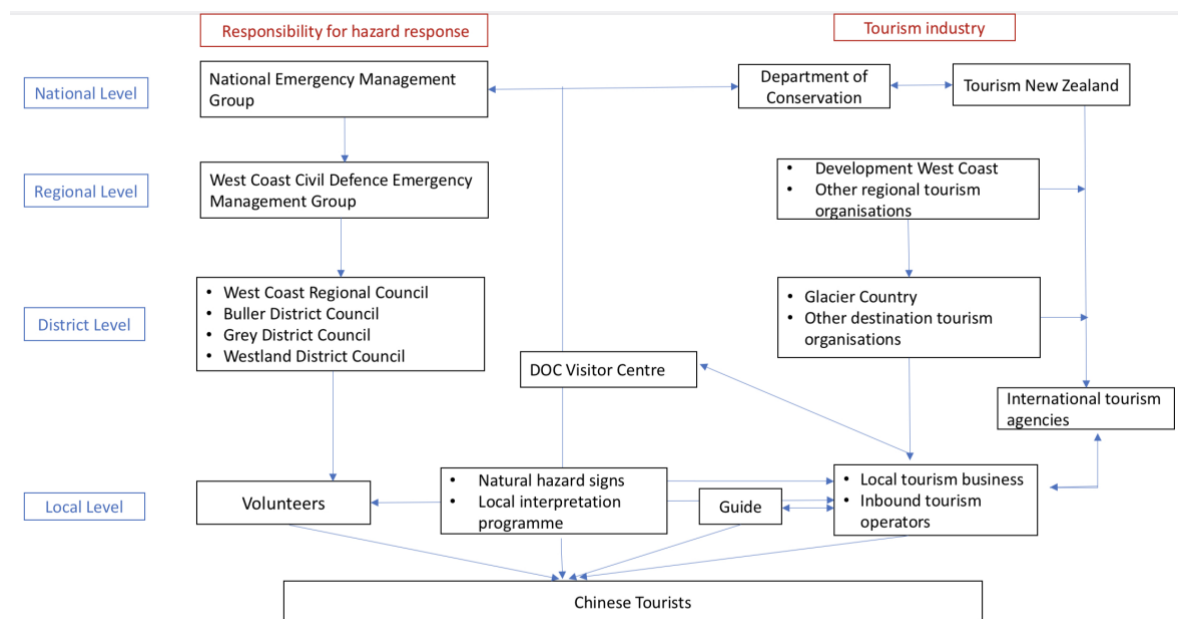 Responsibility for hazard response
Tourism industry
National Level
National Emergency Management
Group
Department of
Conservation
Tourism New Zealand
Regional Level
West Coast Civil Defence Emergency
Management Group
• Development West Coast
• Other regional tourism
organisations
District Level
• West Coast Regional Council
• Buller District Council
• Grey District Council
• Westland District Council
• Glacier Country
• Other destination tourism
organisations
DOC Visitor Centre
International tourism
agencies
Local Level
Volunteers
• Natural hazard signs
• Local interpretation
programme
Guide
• Local tourism business
• Inbound tourism
operators
Chinese Tourists